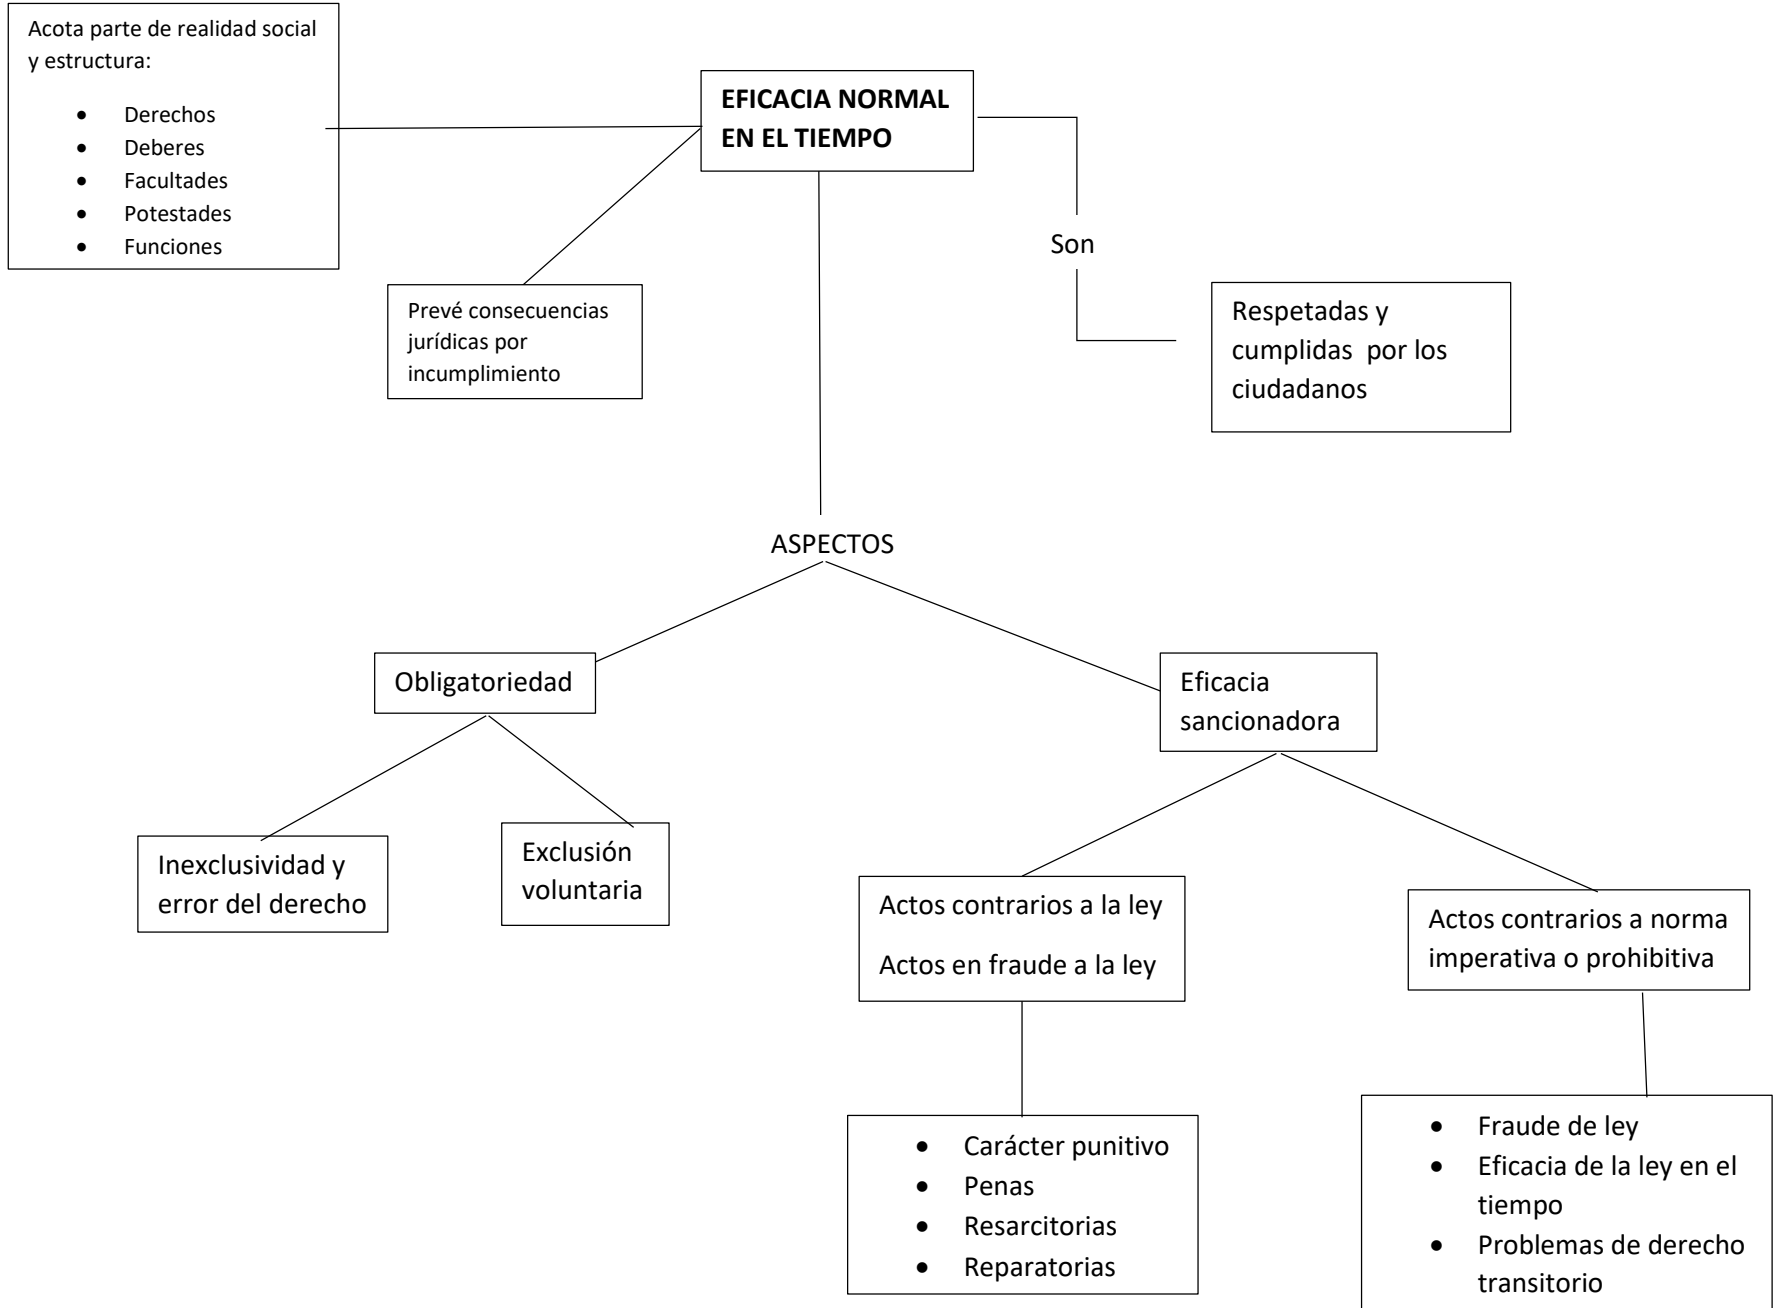 Acota parte de realidad social
y estructura:
• Derechos
• Deberes
• Facultades
• Potestades
• Funciones
EFICACIA NORMAL
EN EL TIEMPO
Son
Prevé consecuencias
jurídicas por
incumplimiento
Respetadas y
cumplidas por los
ciudadanos
ASPECTOS
Obligatoriedad
Eficacia
sancionadora
Inexclusividad y
error del derecho
Exclusión
voluntaria
Actos contrarios a la ley
Actos en fraude a la ley
Actos contrarios a norma
imperativa o prohibitiva
• Carácter punitivo
• Penas
• Resarcitorias
• Reparatorias
• Fraude de ley
• Eficacia de la ley en el
tiempo
• Problemas de derecho
transitorio